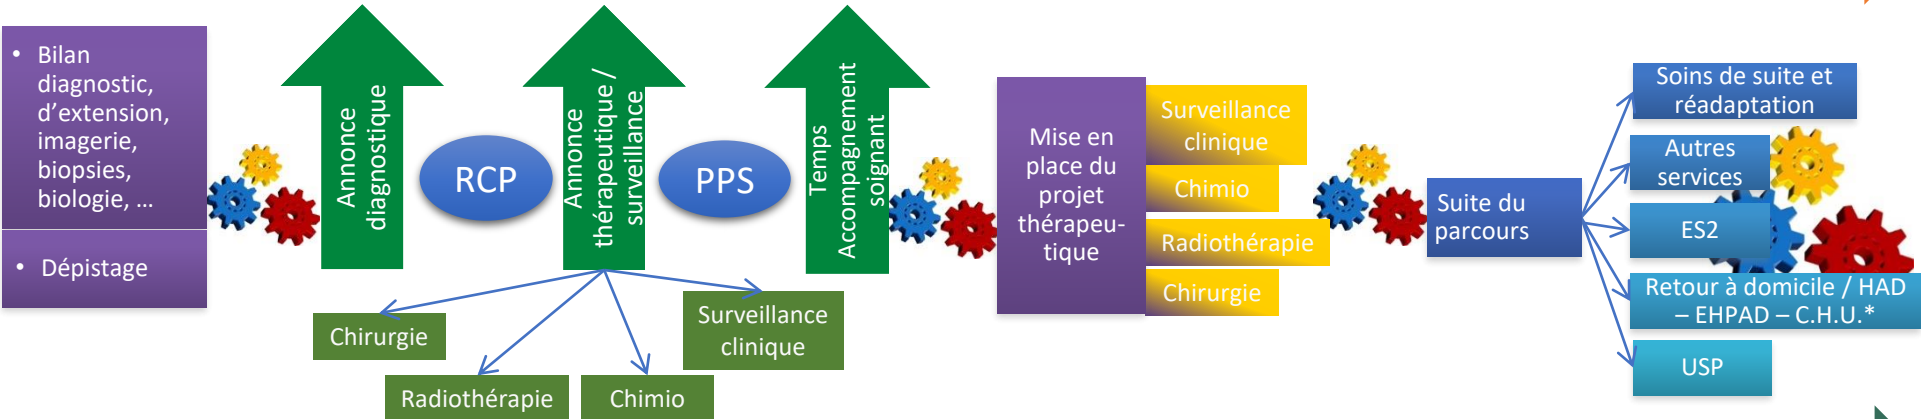 • Bilan
diagnostic,
d'extension,
imagerie,
biopsies,
biologie, ...
• Dépistage
Annonce
diagnostique
RCP
Annonce
thérapeutique /
surveillance
PPS
Temps
Accompagnement
soignant
Chirurgie
Radiothérapie
Chimio
Surveillance
clinique
Mise en
place du
projet
thérapeu-
tique
Surveillance
clinique
Chimio
Radiothérapie
Chirurgie
Suite du
parcours
Soins de suite et
réadaptation
Autres
services
ES2
Retour à domicile / HAD
– EHPAD – C.H.U.*
USP